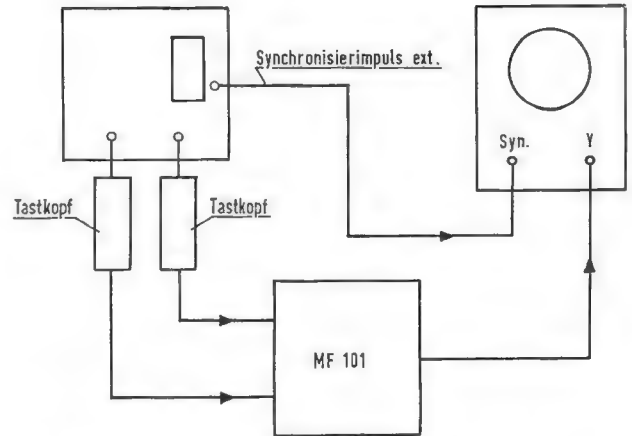 Synchronisierimpuls ext.
Syn. Y
Tastkopf
Tastkopf
MF 101